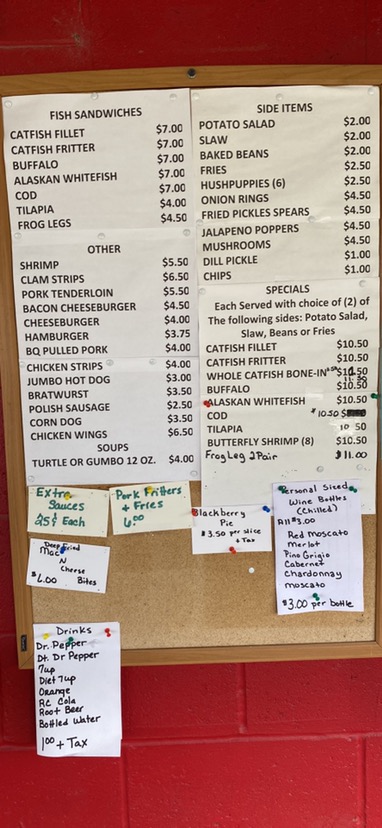 FISH SANDWICHES
CATFISH FILLET $7.00
CATFISH FRITTER $7.00
BUFFALO $7.00
ALASKAN WHITEFISH $7.00
COD $7.00
TILAPIA $4.00
FROG LEGS $4.50
OTHER
SHRIMP $5.50
CLAM STRIPS $6.50
PORK TENDERLOIN $5.50
BACON CHEESEBURGER $4.50
CHEESEBURGER $4.00
HAMBURGER $3.75
BQ PULLED PORK $4.00
CHICKEN STRIPS $4.00
JUMBO HOT DOG $3.00
BRATWURST $3.50
POLISH SAUSAGE $2.50
CORN DOG $3.50
CHICKEN WINGS $6.50
SOUPS
TURTLE OR GUMBO 12 OZ. $4.00
SIDE ITEMS
POTATO SALAD $2.00
SLAW $2.00
BAKED BEANS $2.00
FRIES $2.50
HUSHPUPPIES (6) $2.50
ONION RINGS $4.50
FRIED PICKLES SPEARS $4.50
JALAPENO POPPERS $4.50
MUSHROOMS $4.50
DILL PICKLE $1.00
CHIPS $1.00
SPECIALS
Each Served with choice of (2) of
The following sides: Potato Salad,
Slaw, Beans or Fries
CATFISH FILLET $10.50
CATFISH FRITTER $10.50
WHOLE CATFISH BONE-IN
BUFFALO $10.50
ALASKAN WHITEFISH $10.50
COD $10.50
TILAPIA 10.50
BUTTERFLY SHRIMP (8) $10.50
Frog Leg 2 Pair $11.00
Extra
Sauces
25¢ Each
Pork Fritters
+ Fries
6.00
Blackberry
Pie
$3.50 per slice
+ Tax
Personal Sized
Wine Bottles
(Chilled)
All $3.00
Red Moscato
Merlot
Pino Grigio
Cabernet
Chardonnay
moscato
$3.00 per bottle
Deep Fried
Mac
N
Cheese
$6.00 Bites
Drinks
Dr. Pepper
Dt. Dr Pepper
7up
Diet 7up
Orange
RC Cola
Root Beer
Bottled Water
1.00 + Tax